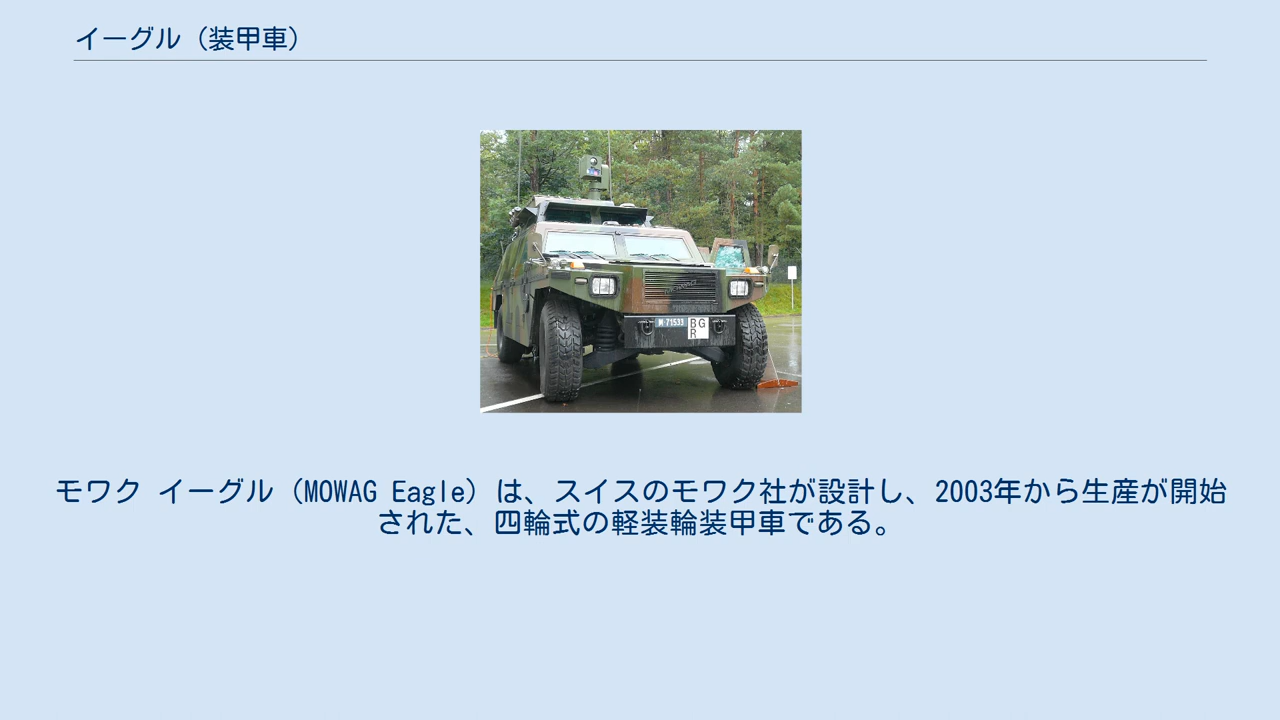 イーグル（装甲車）
M·71533
BG
R
モワク イーグル（MOWAG Eagle）は、スイスのモワク社が設計し、2003年から生産が開始
された、四輪式の軽装輪装甲車である。